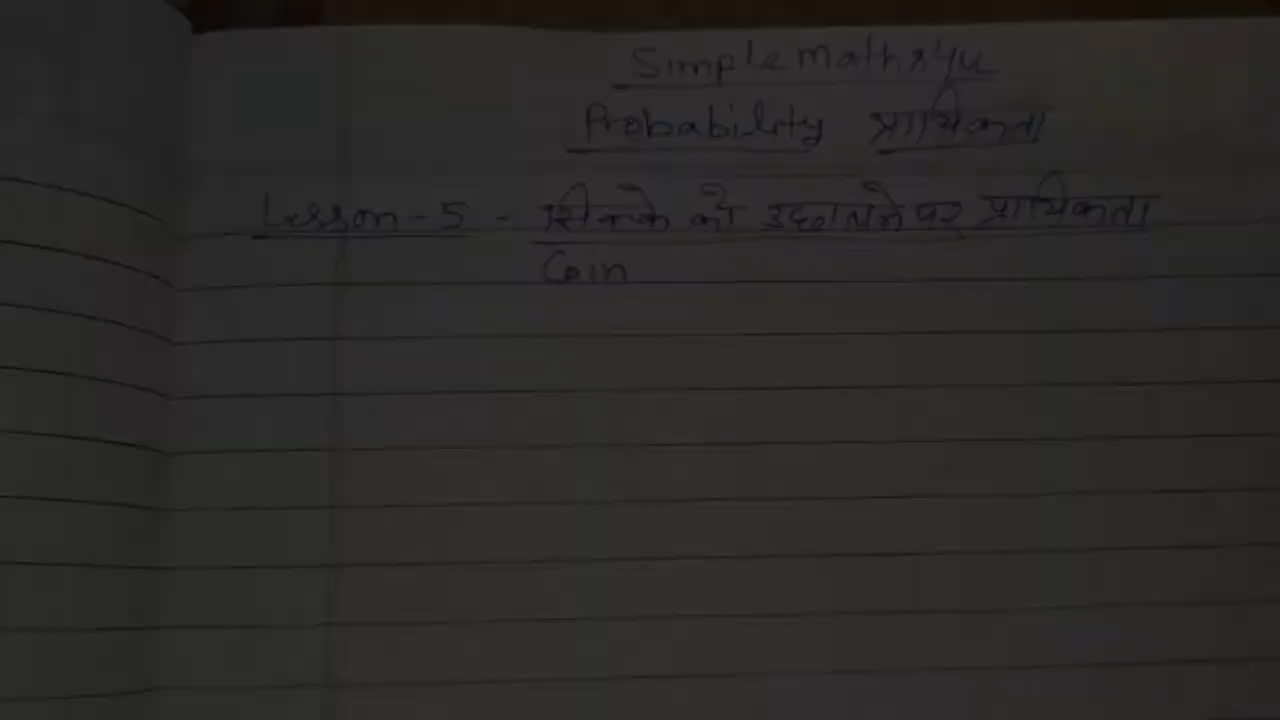 Simplemaths4u
Probability प्रायिकता
Lesson-5 - सिक्के को उछालने पर प्रायिकता
Coin